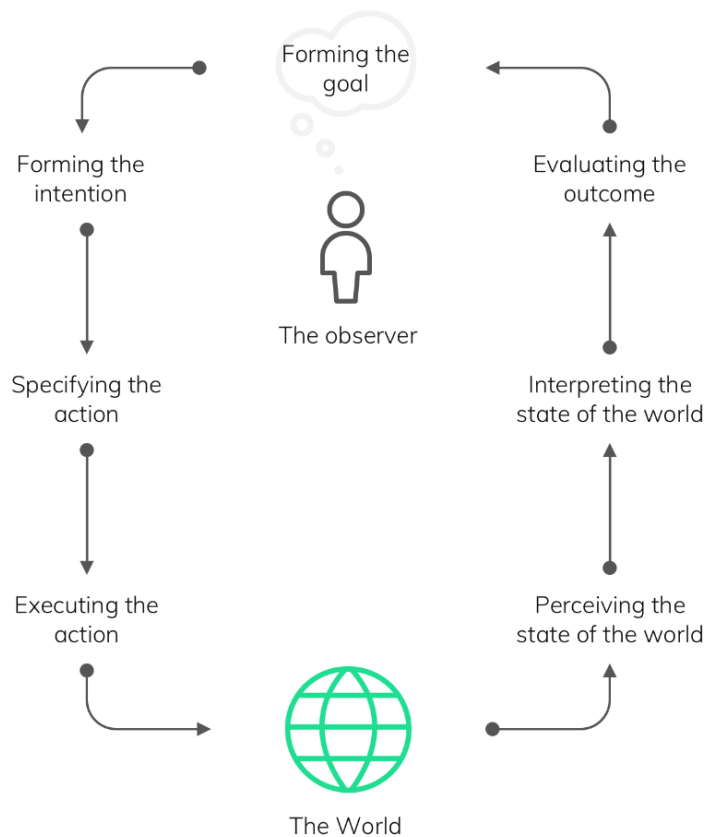 Forming the
goal
Forming the
intention
Evaluating the
outcome
The observer
Specifying the
action
Interpreting the
state of the world
Executing the
action
Perceiving the
state of the world
The World